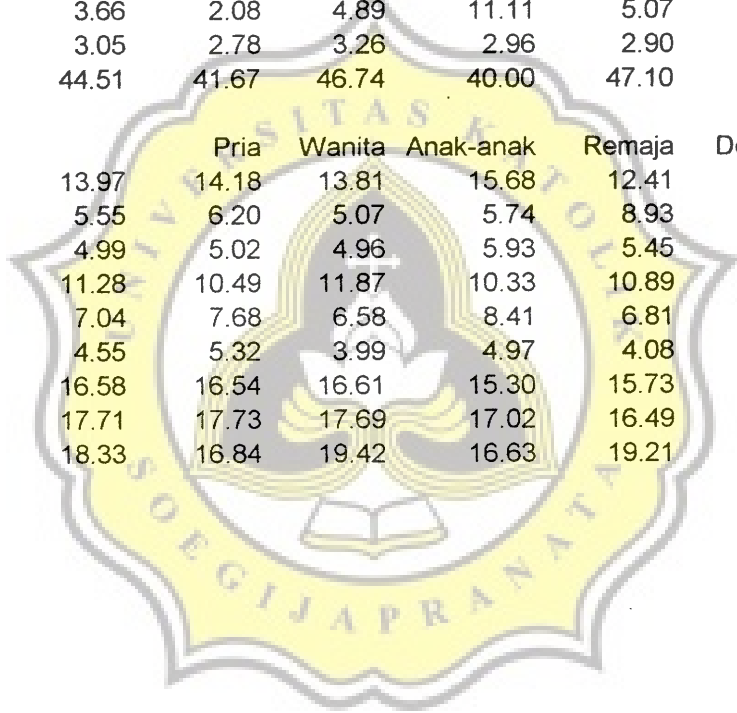 3.66 2.08 4.89 11.11 5.07
3.05 2.78 3.26 2.96 2.90
44.51 41.67 46.74 40.00 47.10
Pria Wanita Anak-anak Remaja
13.97 14.18 13.81 15.68 12.41
5.55 6.20 5.07 5.74 8.93
4.99 5.02 4.96 5.93 5.45
11.28 10.49 11.87 10.33 10.89
7.04 7.68 6.58 8.41 6.81
4.55 5.32 3.99 4.97 4.08
16.58 16.54 16.61 15.30 15.73
17.71 17.73 17.69 17.02 16.49
18.33 16.84 19.42 16.63 19.21
UNIVERSITAS KATOLIK
SOEGIJAPRANATA